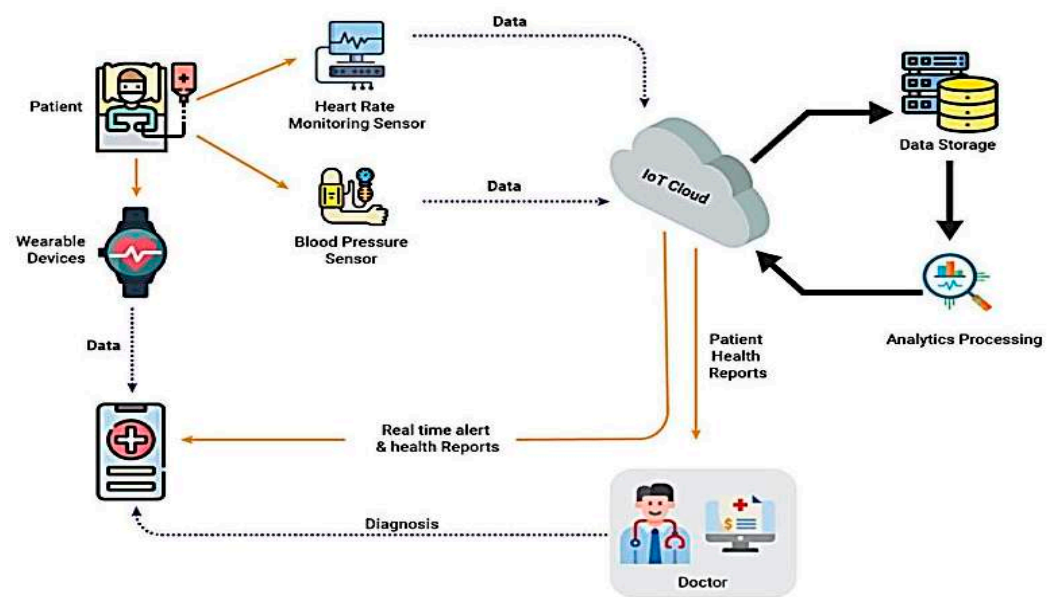 Data
Patient
Heart Rate
Monitoring Sensor
Data Storage
IoT Cloud
Data
Wearable
Devices
Blood Pressure
Sensor
Analytics Processing
Data
Patient
Health
Reports
Real time alert
& health Reports
Diagnosis
Doctor